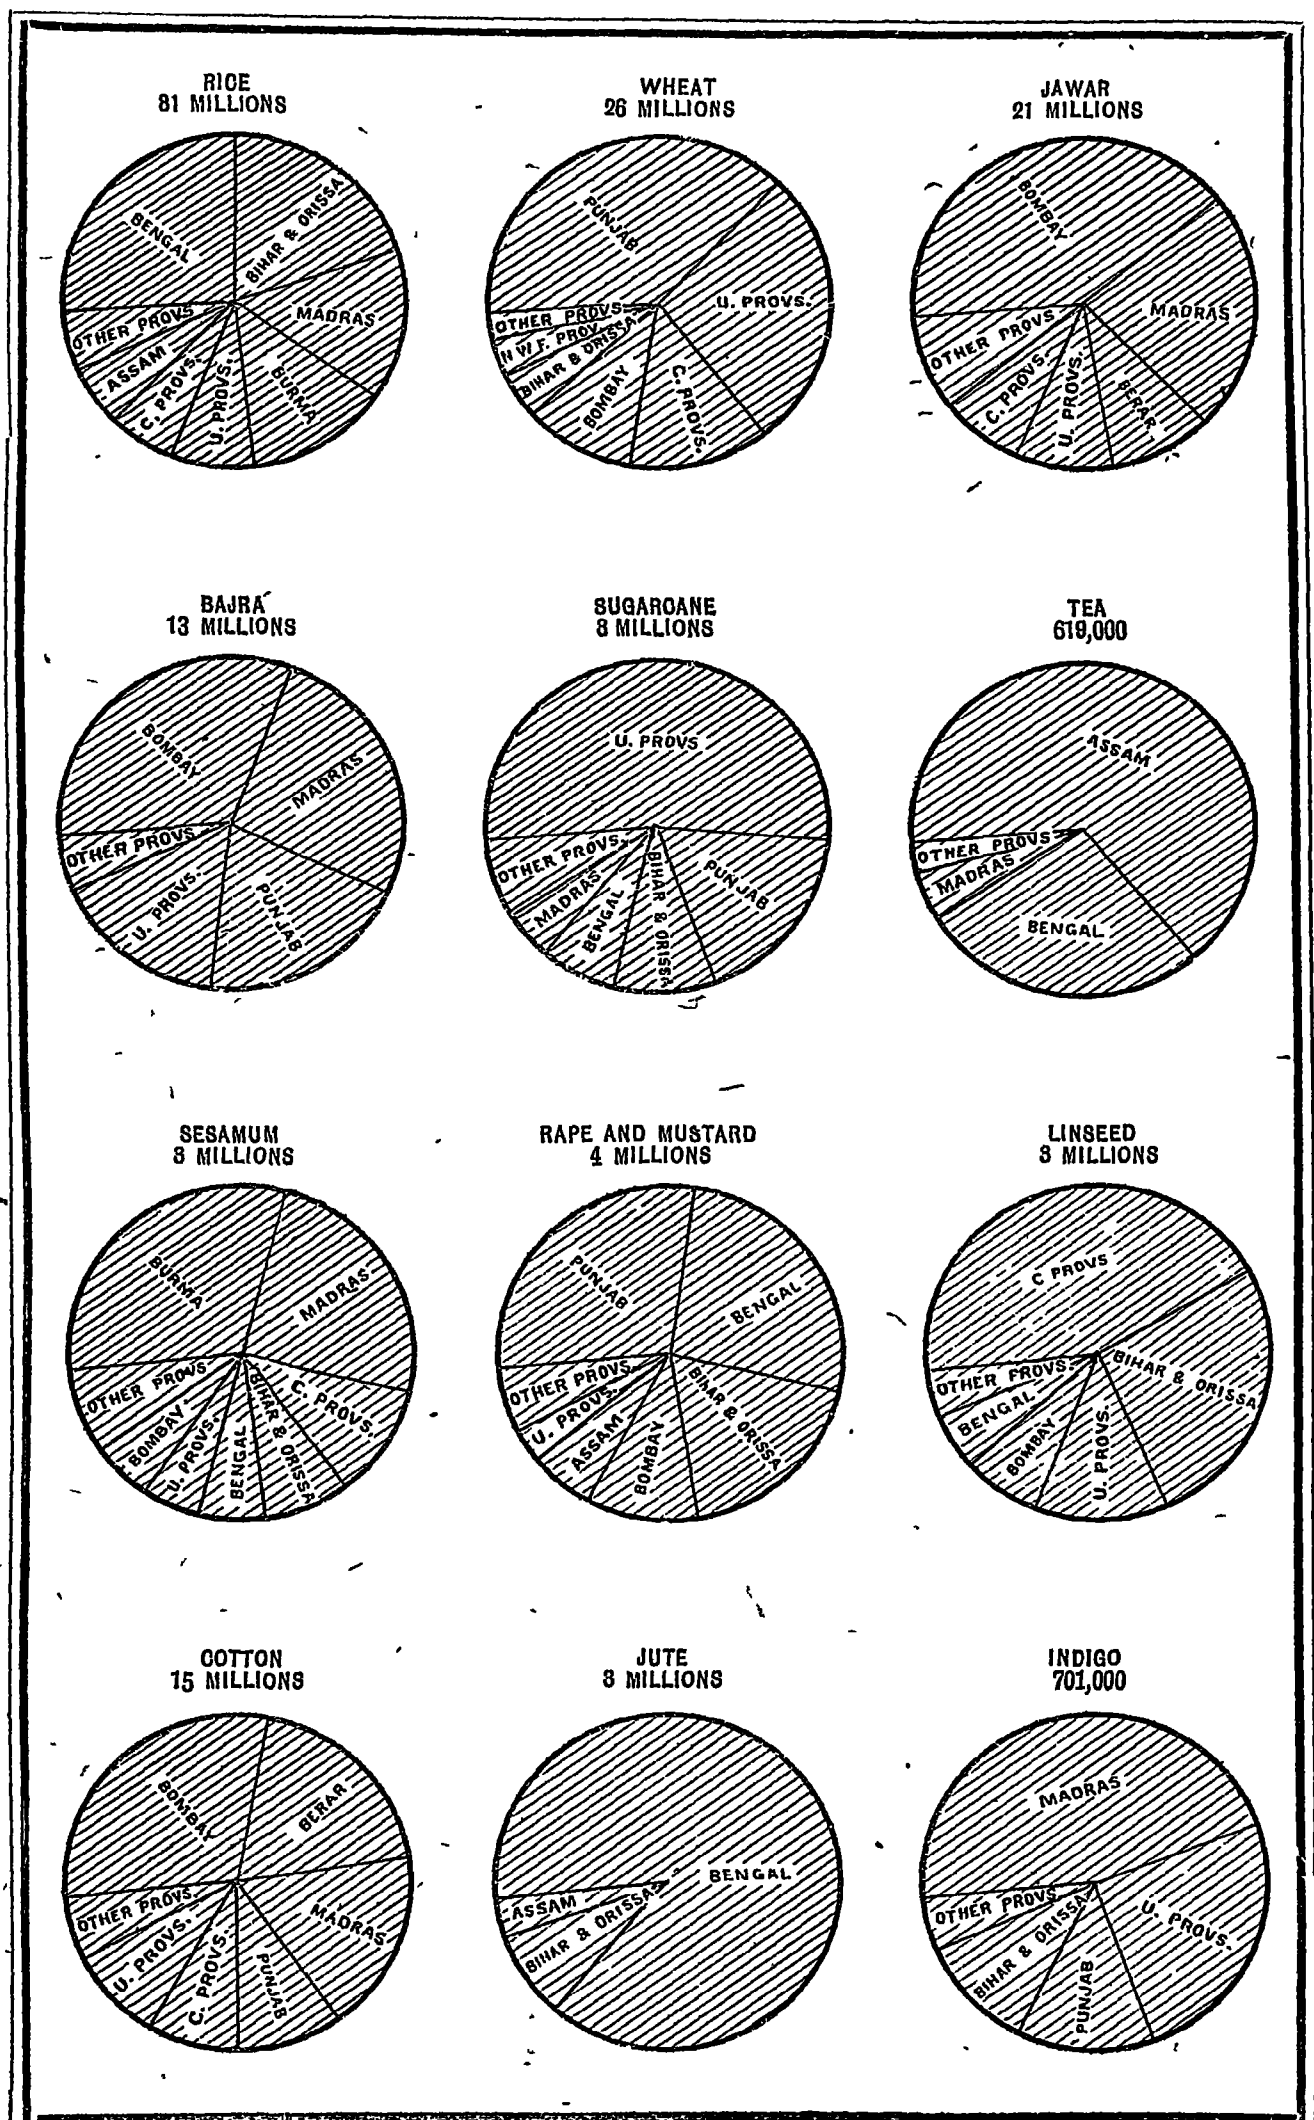 RICE
81 MILLIONS
BENGAL
BIHAR & ORISSA
MADRAS
BURMA
U. PROVS.
C. PROVS.
ASSAM
OTHER PROVS
WHEAT
26 MILLIONS
PUNJAB
U. PROVS.
C. PROVS.
BOMBAY
BIHAR & ORISSA
N W F. PROV.
OTHER PROVS
JAWAR
21 MILLIONS
BOMBAY
MADRAS
BERAR
U. PROVS.
C. PROVS.
OTHER PROVS
BAJRA
13 MILLIONS
BOMBAY
MADRAS
PUNJAB
U. PROVS.
OTHER PROVS
SUGARCANE
3 MILLIONS
U. PROVS
PUNJAB
BIHAR & ORISSA
BENGAL
MADRAS
OTHER PROVS.
TEA
619,000
ASSAM
BENGAL
MADRAS
OTHER PROVS
SESAMUM
3 MILLIONS
BURMA
MADRAS
C. PROVS.
BIHAR & ORISSA
BENGAL
U. PROVS.
BOMBAY
OTHER PROVS
RAPE AND MUSTARD
4 MILLIONS
PUNJAB
BENGAL
BIHAR & ORISSA
BOMBAY
ASSAM
U. PROVS.
OTHER PROVS.
LINSEED
3 MILLIONS
C PROVS
BIHAR & ORISSA
U. PROVS.
BOMBAY
BENGAL
OTHER PROVS.
COTTON
15 MILLIONS
BOMBAY
BERAR
MADRAS
PUNJAB
C. PROVS.
U. PROVS.
OTHER PROVS.
JUTE
3 MILLIONS
BENGAL
BIHAR & ORISSA
ASSAM
INDIGO
701,000
MADRAS
U. PROVS.
PUNJAB
BIHAR & ORISSA
OTHER PROVS